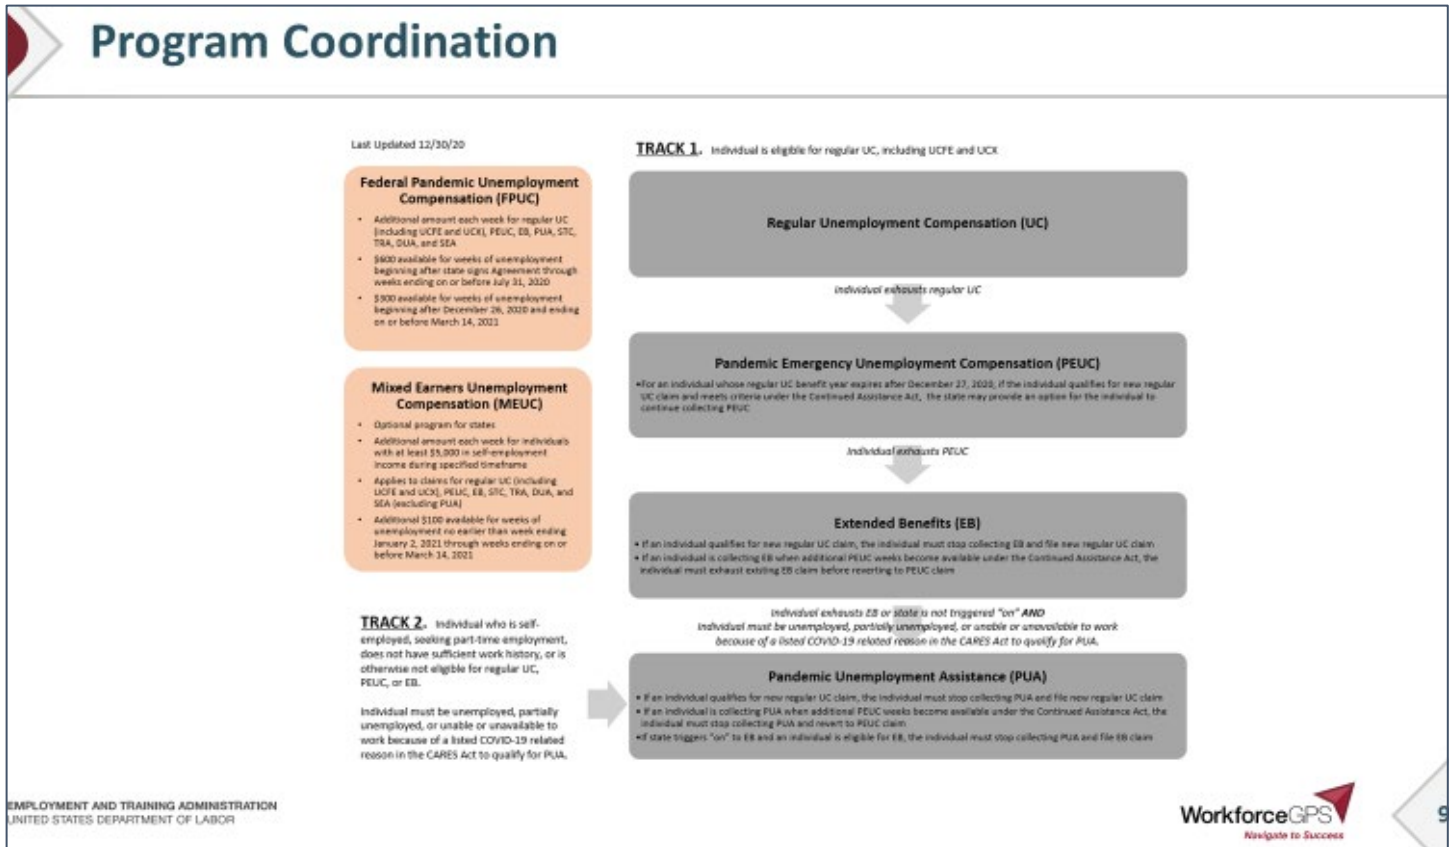 Program Coordination
Last Updated 12/30/20
Federal Pandemic Unemployment
Compensation (FPUC)
• Additional amount each week for regular UC
(including UCFE and UCX), PEUC, EB, PUA, STC,
TRA, DUA, and SEA
• $600 available for weeks of unemployment
beginning after state signs Agreement through
weeks ending on or before July 31, 2020
• $300 available for weeks of unemployment
beginning after December 26, 2020 and ending
on or before March 14, 2021
Mixed Earners Unemployment
Compensation (MEUC)
• Optional program for states
• Additional amount each week for individuals
with at least $5,000 in self-employment
income during specified timeframe
• Applies to claims for regular UC (including
UCFE and UCX), PEUC, EB, STC, TRA, DUA, and
SEA (excluding PUA)
• Additional $100 available for weeks of
unemployment no earlier than week ending
January 2, 2021 through weeks ending on or
before March 14, 2021
TRACK 1. Individual is eligible for regular UC, including UCFE and UCX
Regular Unemployment Compensation (UC)
Individual exhausts regular UC
Pandemic Emergency Unemployment Compensation (PEUC)
•For an individual whose regular UC benefit year expires after December 27, 2020, if the individual qualifies for new regular
UC claim and meets criteria under the Continued Assistance Act, the state may provide an option for the individual to
continue collecting PEUC
Individual exhausts PEUC
Extended Benefits (EB)
• If an individual qualifies for new regular UC claim, the individual must stop collecting EB and file new regular UC claim
• If an individual is collecting EB when additional PEUC weeks become available under the Continued Assistance Act, the
individual must exhaust existing EB claim before reverting to PEUC claim
Individual exhausts EB or state is not triggered "on" AND
Individual must be unemployed, partially unemployed, or unable or unavailable to work
because of a listed COVID-19 related reason in the CARES Act to qualify for PUA.
TRACK 2. Individual who is self-
employed, seeking part-time employment,
does not have sufficient work history, or is
otherwise not eligible for regular UC,
PEUC, or EB.
Individual must be unemployed, partially
unemployed, or unable or unavailable to
work because of a listed COVID-19 related
reason in the CARES Act to qualify for PUA.
Pandemic Unemployment Assistance (PUA)
• If an individual qualifies for new regular UC claim, the individual must stop collecting PUA and file new regular UC claim
• If an individual is collecting PUA when additional PEUC weeks become available under the Continued Assistance Act, the
individual must stop collecting PUA and revert to PEUC claim
•If state triggers "on" to EB and an individual is eligible for EB, the individual must stop collecting PUA and file EB claim
EMPLOYMENT AND TRAINING ADMINISTRATION
UNITED STATES DEPARTMENT OF LABOR
WorkforceGPS
Navigate to Success
9